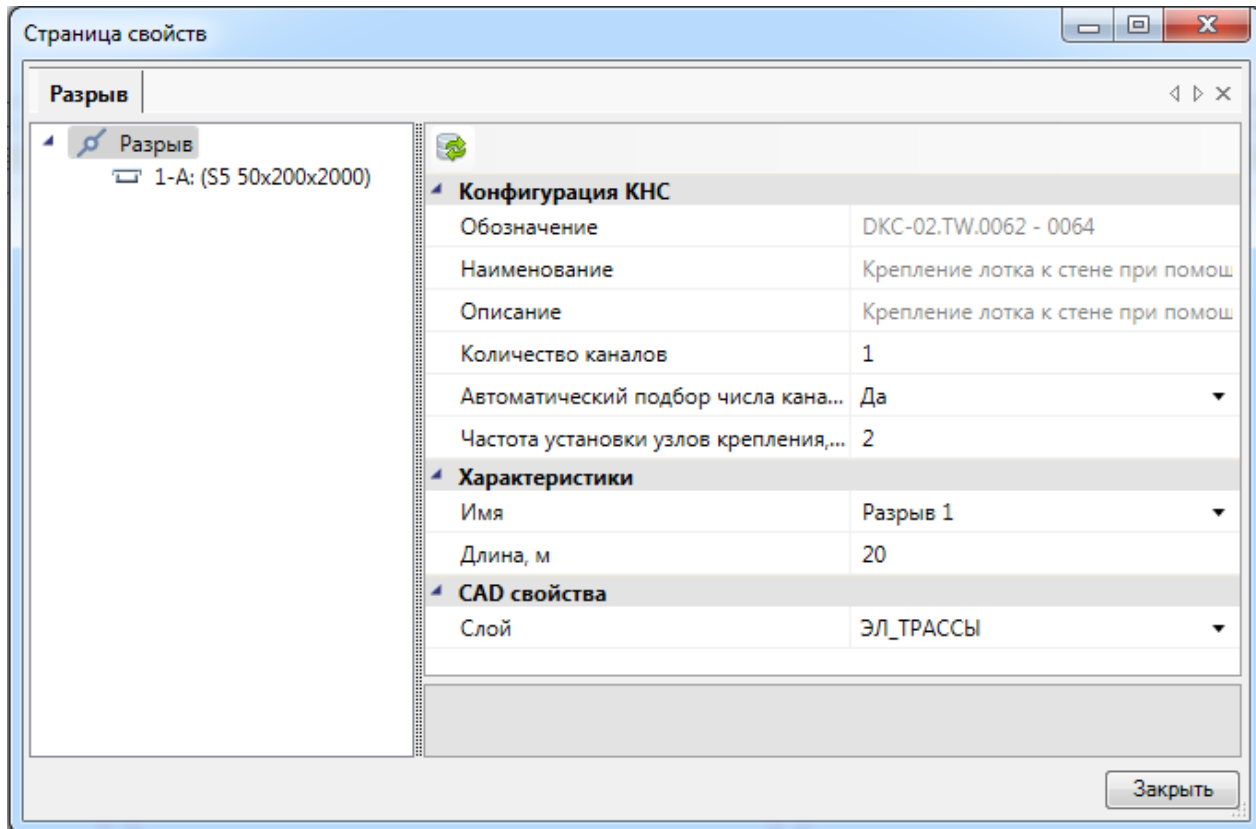 Страница свойств
Разрыв
Разрыв
1-А: (S5 50x200x2000)
Конфигурация КНС
Обозначение DKC-02.TW.0062 - 0064
Наименование Крепление лотка к стене при помощ
Описание Крепление лотка к стене при помощ
Количество каналов 1
Автоматический подбор числа кана... Да
Частота установки узлов крепления,... 2
Характеристики
Имя Разрыв 1
Длина, м 20
CAD свойства
Слой ЭЛ_ТРАССЫ
Закрыть